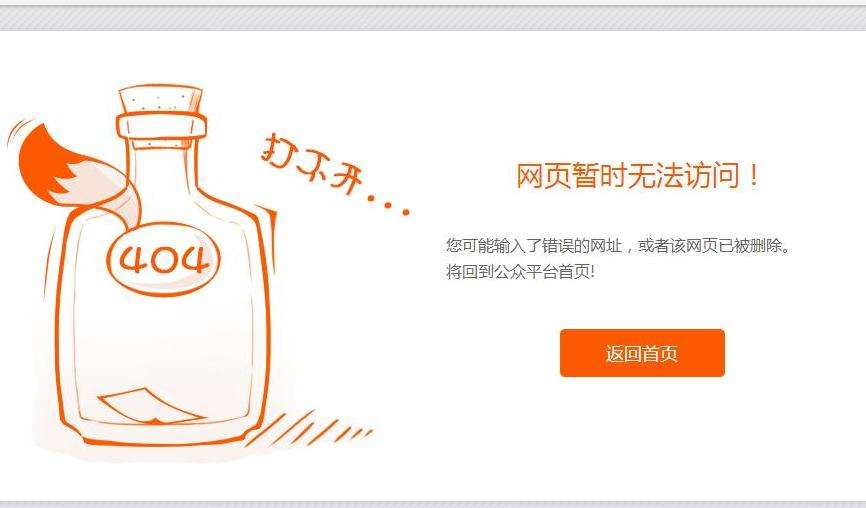 打不开...
404
网页暂时无法访问！
您可能输入了错误的网址，或者该网页已被删除。
将回到公众平台首页!
返回首页